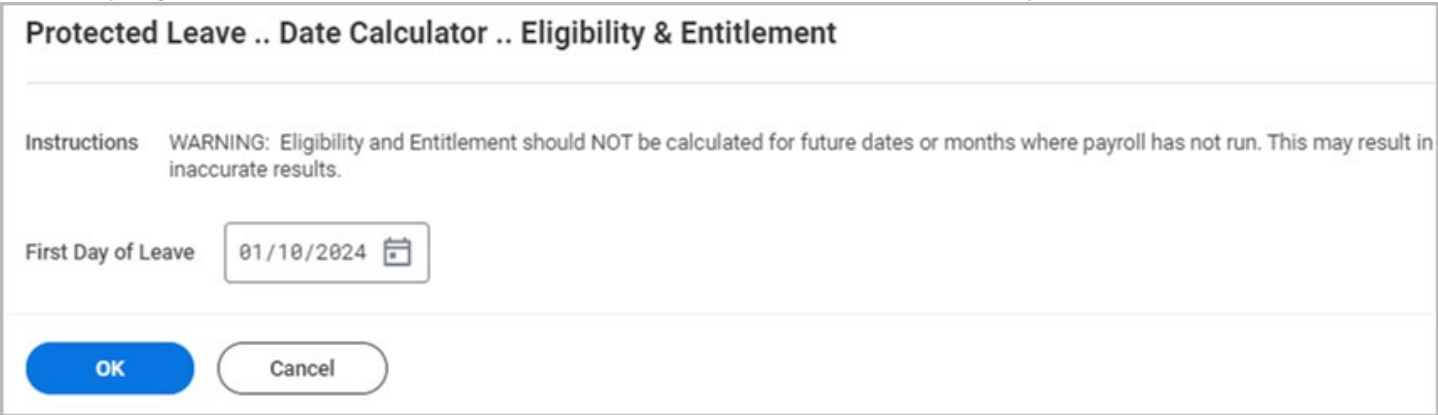 Protected Leave .. Date Calculator .. Eligibility & Entitlement
Instructions WARNING: Eligibility and Entitlement should NOT be calculated for future dates or months where payroll has not run. This may result in
inaccurate results.
First Day of Leave 01/10/2024
OK Cancel